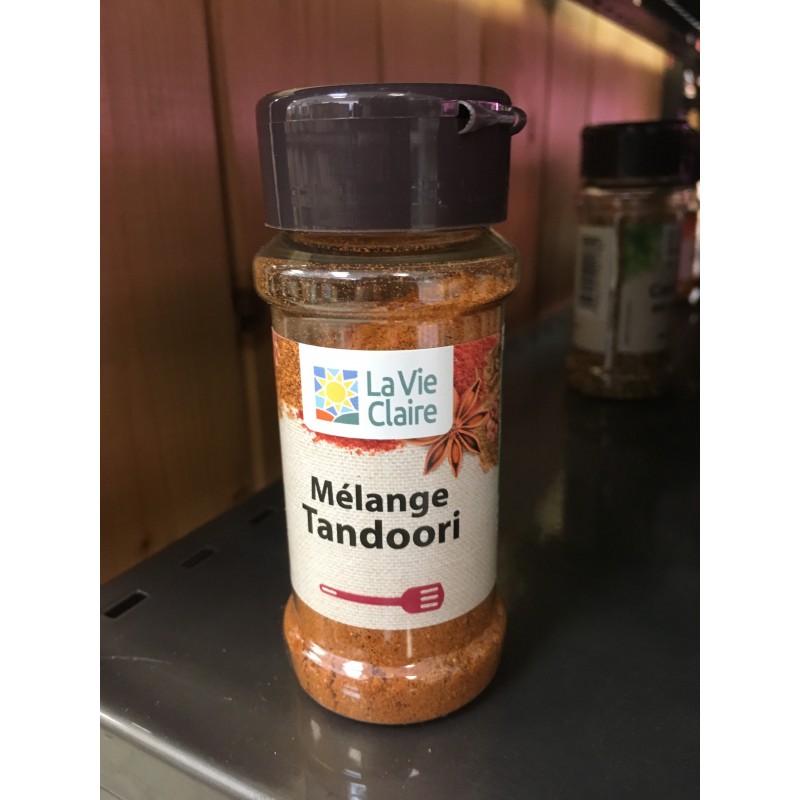 La Vie
Claire
Mélange
Tandoori